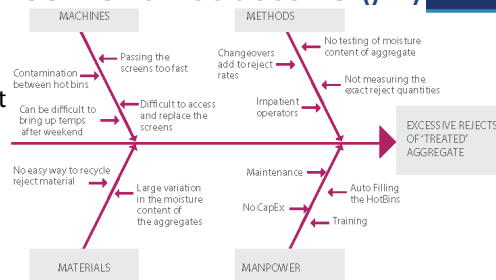 MACHINES
METHODS
Passing the
screens too fast
Contamination
between hot bins
Can be difficult to
bring up temps
after weekend
Difficult to access
and replace the
screens
Changeovers
add to reject
rates
No testing of moisture
content of aggregate
Not measuring the
exact reject quantities
Impatient
operators
EXCESSIVE REJECTS
OF ‘TREATED’
AGGREGATE
No easy way to recycle
reject material
Large variation
in the moisture
content of
the aggregates
Maintenance
Auto Filling
the HotBins
No CapEx
Training
MATERIALS
MANPOWER